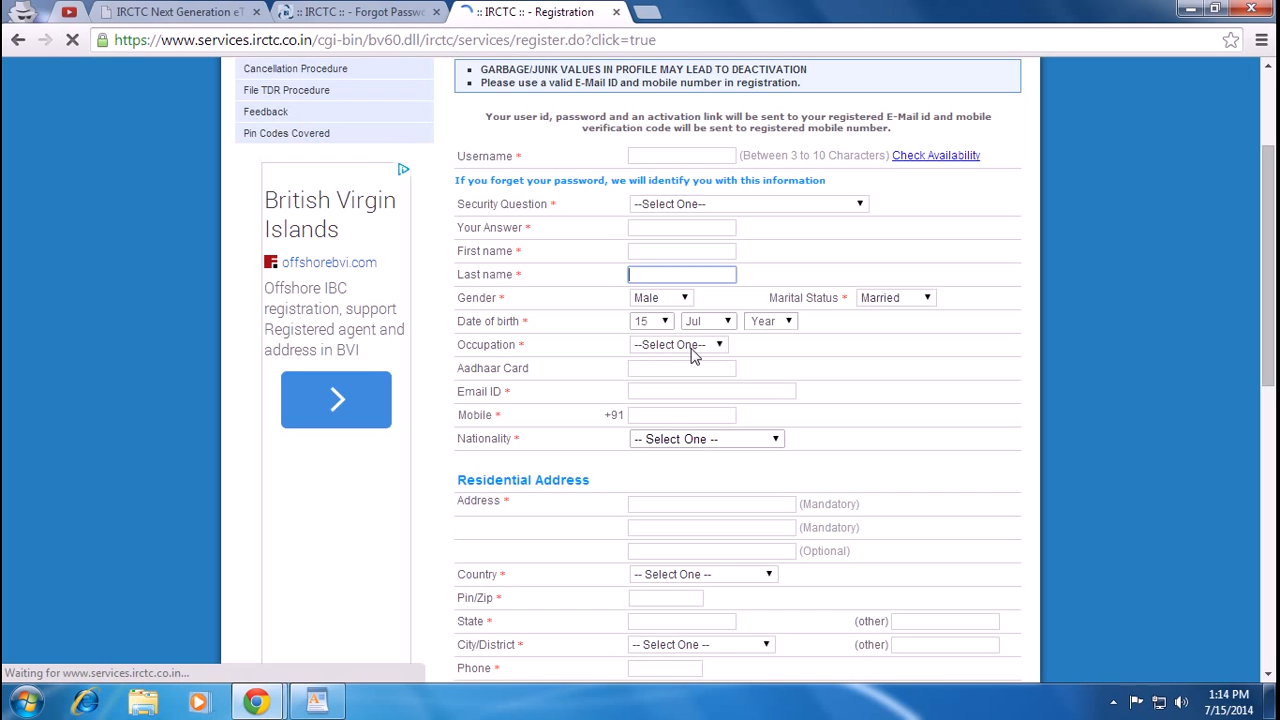 IRCTC Next Generation eT
:: IRCTC :: - Forgot Passwo
:: IRCTC :: - Registration
https://www.services.irctc.co.in/cgi-bin/bv60.dll/irctc/services/register.do?click=true
Cancellation Procedure
File TDR Procedure
Feedback
Pin Codes Covered
British Virgin
Islands
offshorebvi.com
Offshore IBC
registration, support
Registered agent and
address in BVI
GARBAGE/JUNK VALUES IN PROFILE MAY LEAD TO DEACTIVATION
Please use a valid E-Mail ID and mobile number in registration.
Your user id, password and an activation link will be sent to your registered E-Mail id and mobile
verification code will be sent to registered mobile number.
Username * (Between 3 to 10 Characters) Check Availability
If you forget your password, we will identify you with this information
Security Question * --Select One--
Your Answer *
First name *
Last name *
Gender * Male Marital Status * Married
Date of birth * 15 Jul Year
Occupation * --Select One--
Aadhaar Card
Email ID *
Mobile * +91
Nationality * -- Select One --
Residential Address
Address * (Mandatory)
(Mandatory)
(Optional)
Country * -- Select One --
Pin/Zip *
State * (other)
City/District * -- Select One -- (other)
Phone *
Waiting for www.services.irctc.co.in...
1:14 PM
7/15/2014